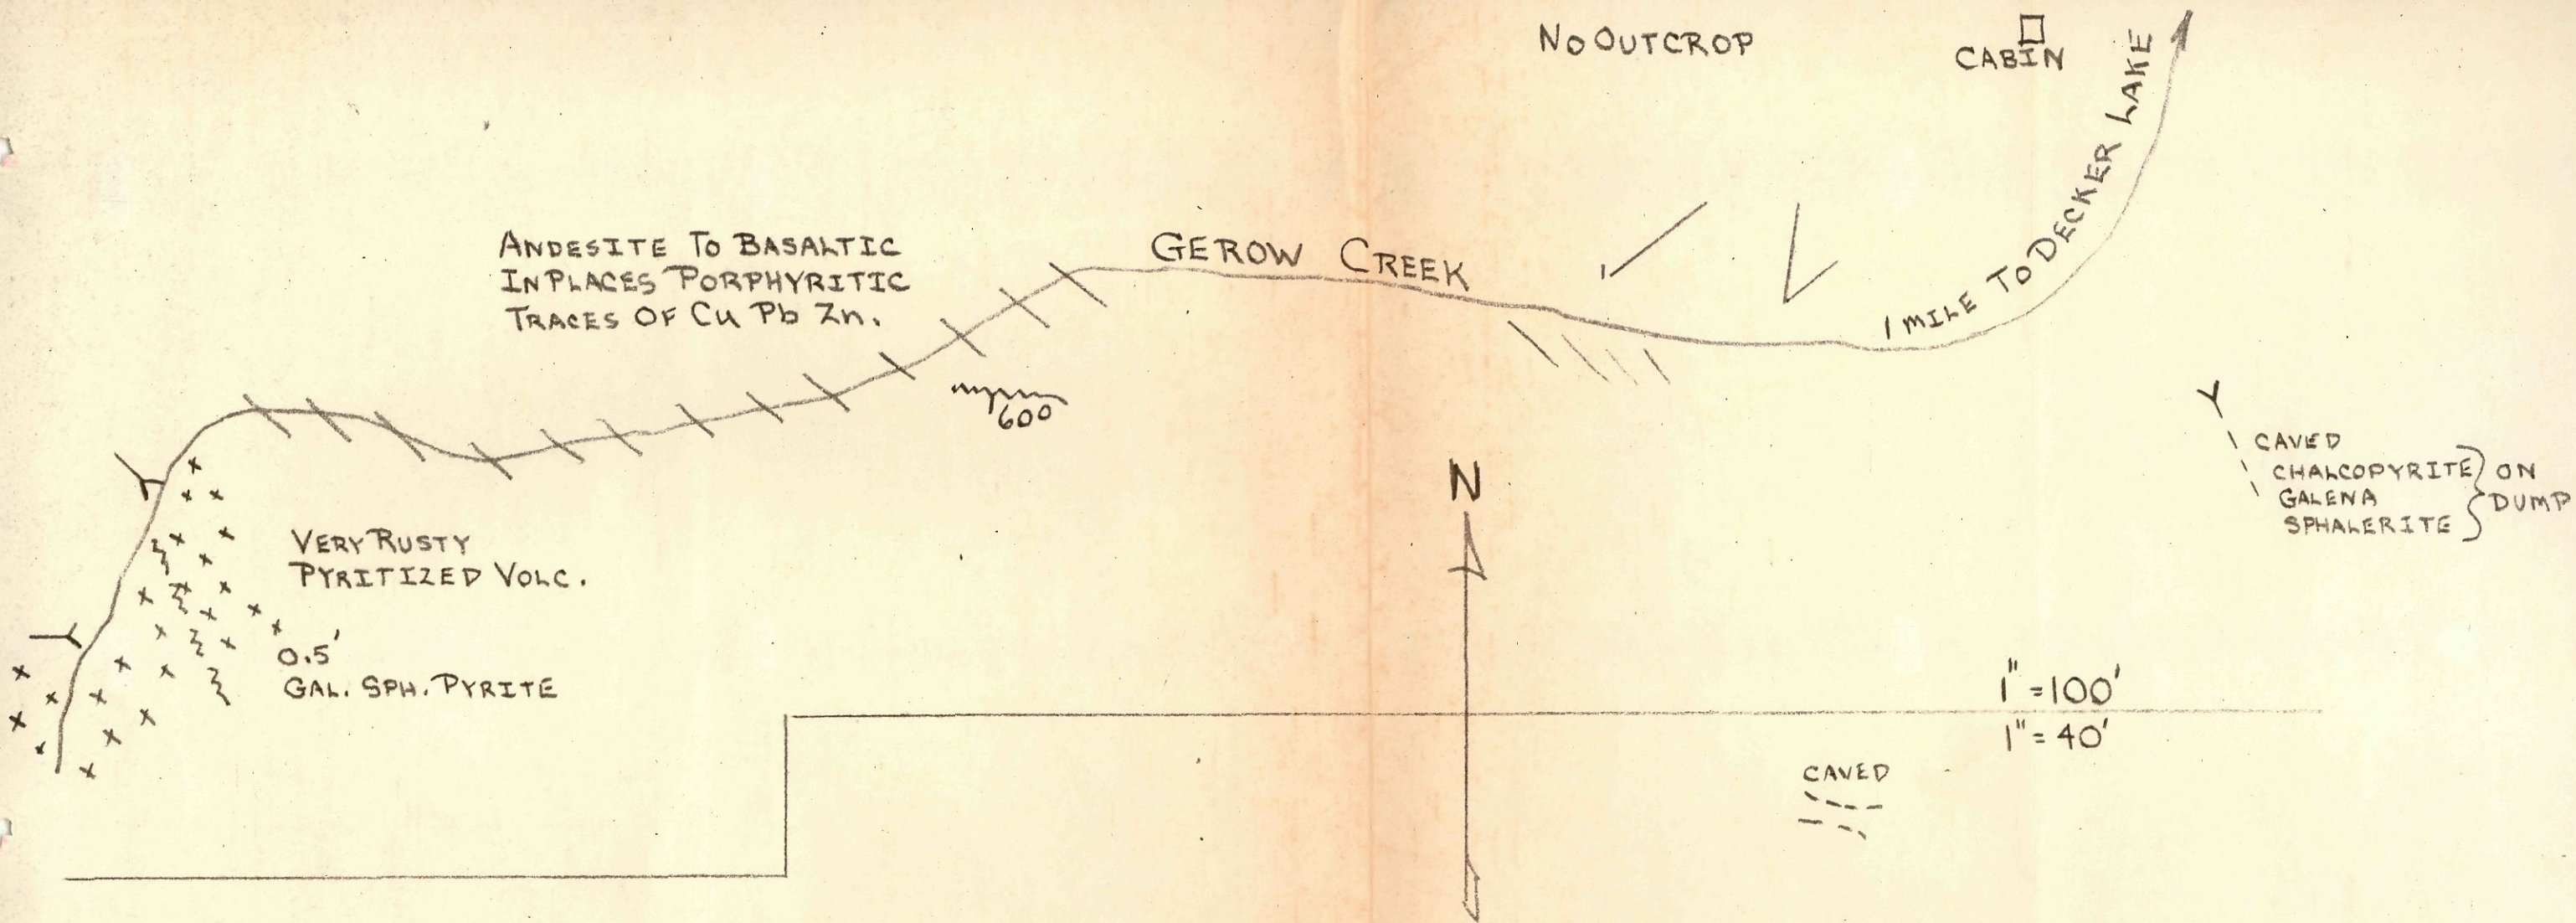 NO OUTCROP
CABIN
1 MILE TO DECKER LAKE
ANDESITE TO BASALTIC
IN PLACES PORPHYRITIC
TRACES OF Cu Pb Zn.
GEROW CREEK
600
N
CAVED
CHALCOPYRITE
GALENA
SPHALERITE
ON
DUMP
VERY RUSTY
PYRITIZED VOLC.
0.5'
GAL. SPH. PYRITE
1" = 100'
1" = 40'
CAVED